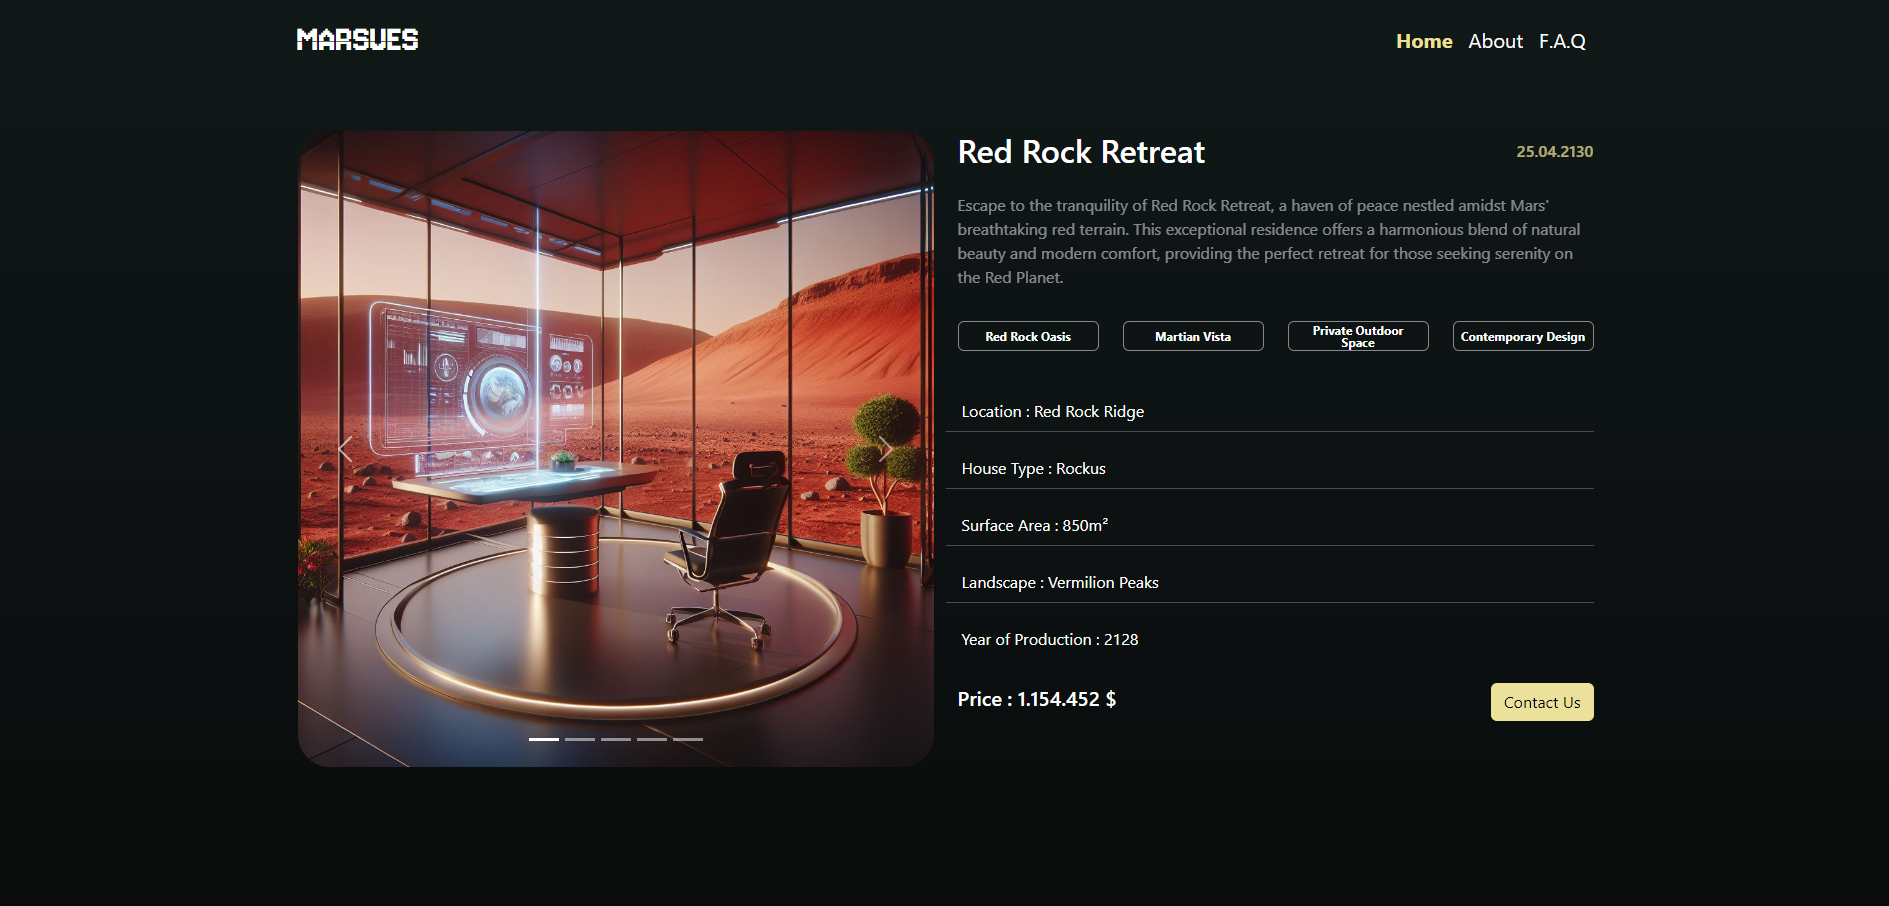 MARSUES
Home About F.A.Q
Red Rock Retreat
25.04.2130
Escape to the tranquility of Red Rock Retreat, a haven of peace nestled amidst Mars'
breathtaking red terrain. This exceptional residence offers a harmonious blend of natural
beauty and modern comfort, providing the perfect retreat for those seeking serenity on
the Red Planet.
Red Rock Oasis
Martian Vista
Private Outdoor
Space
Contemporary Design
Location : Red Rock Ridge
House Type : Rockus
Surface Area : 850m²
Landscape : Vermilion Peaks
Year of Production : 2128
Price : 1.154.452 $
Contact Us